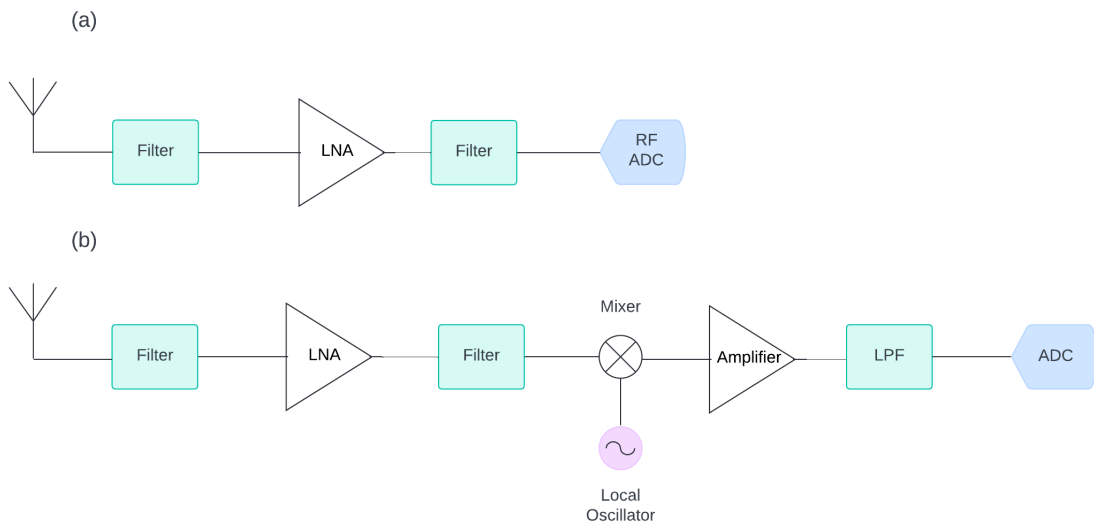 (a)
Filter
LNA
Filter
RF
ADC
(b)
Mixer
Filter
LNA
Filter
Amplifier
LPF
ADC
Local
Oscillator